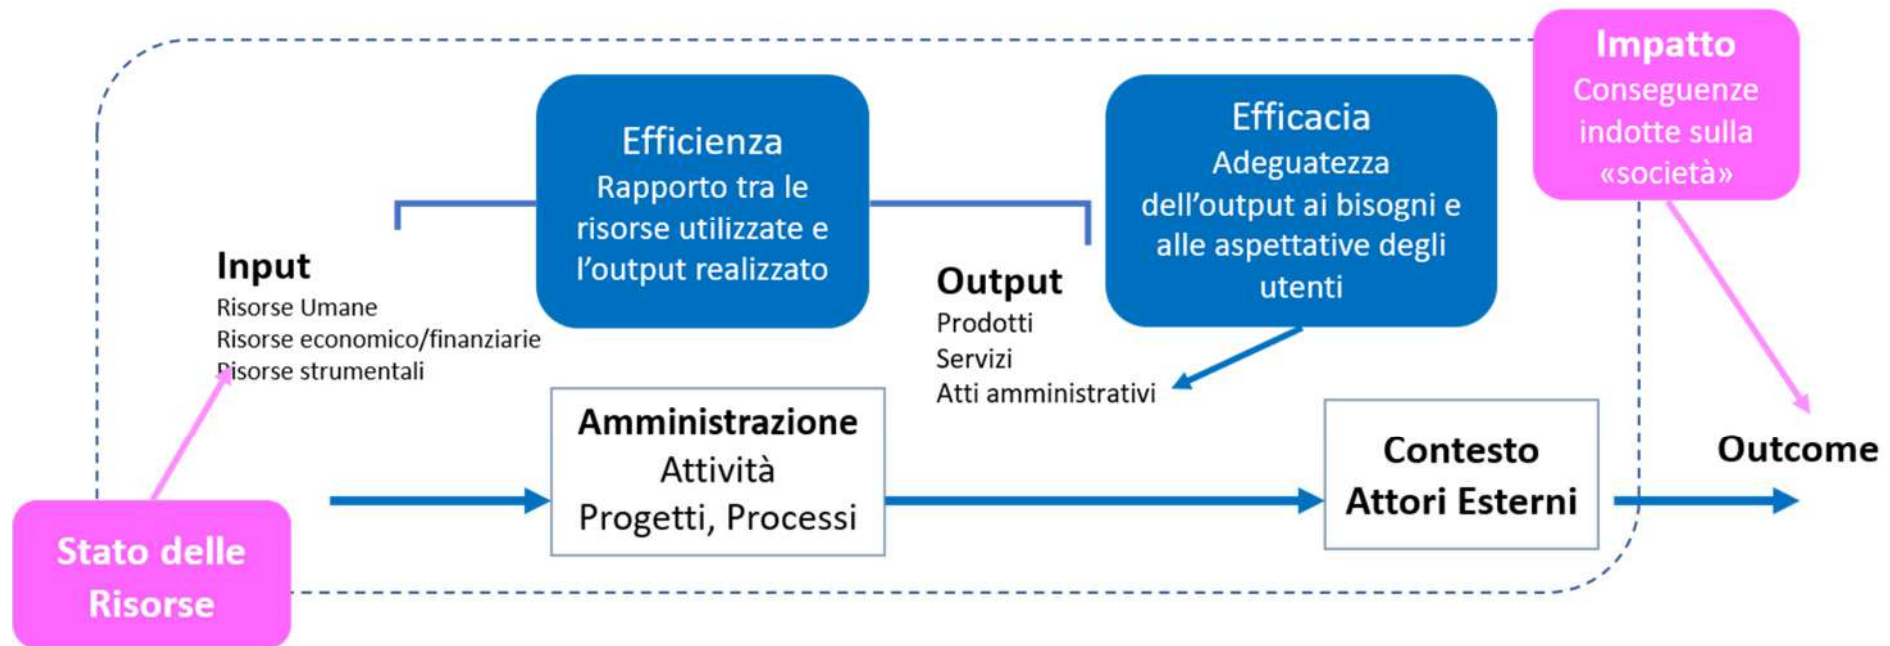 Impatto
Conseguenze
indotte sulla
«società»
Efficienza
Rapporto tra le
risorse utilizzate e
l'output realizzato
Efficacia
Adeguatezza
dell'output ai bisogni e
alle aspettative degli
utenti
Input
Risorse Umane
Risorse economico/finanziarie
Risorse strumentali
Output
Prodotti
Servizi
Atti amministrativi
Amministrazione
Attività
Progetti, Processi
Contesto
Attori Esterni
Outcome
Stato delle
Risorse